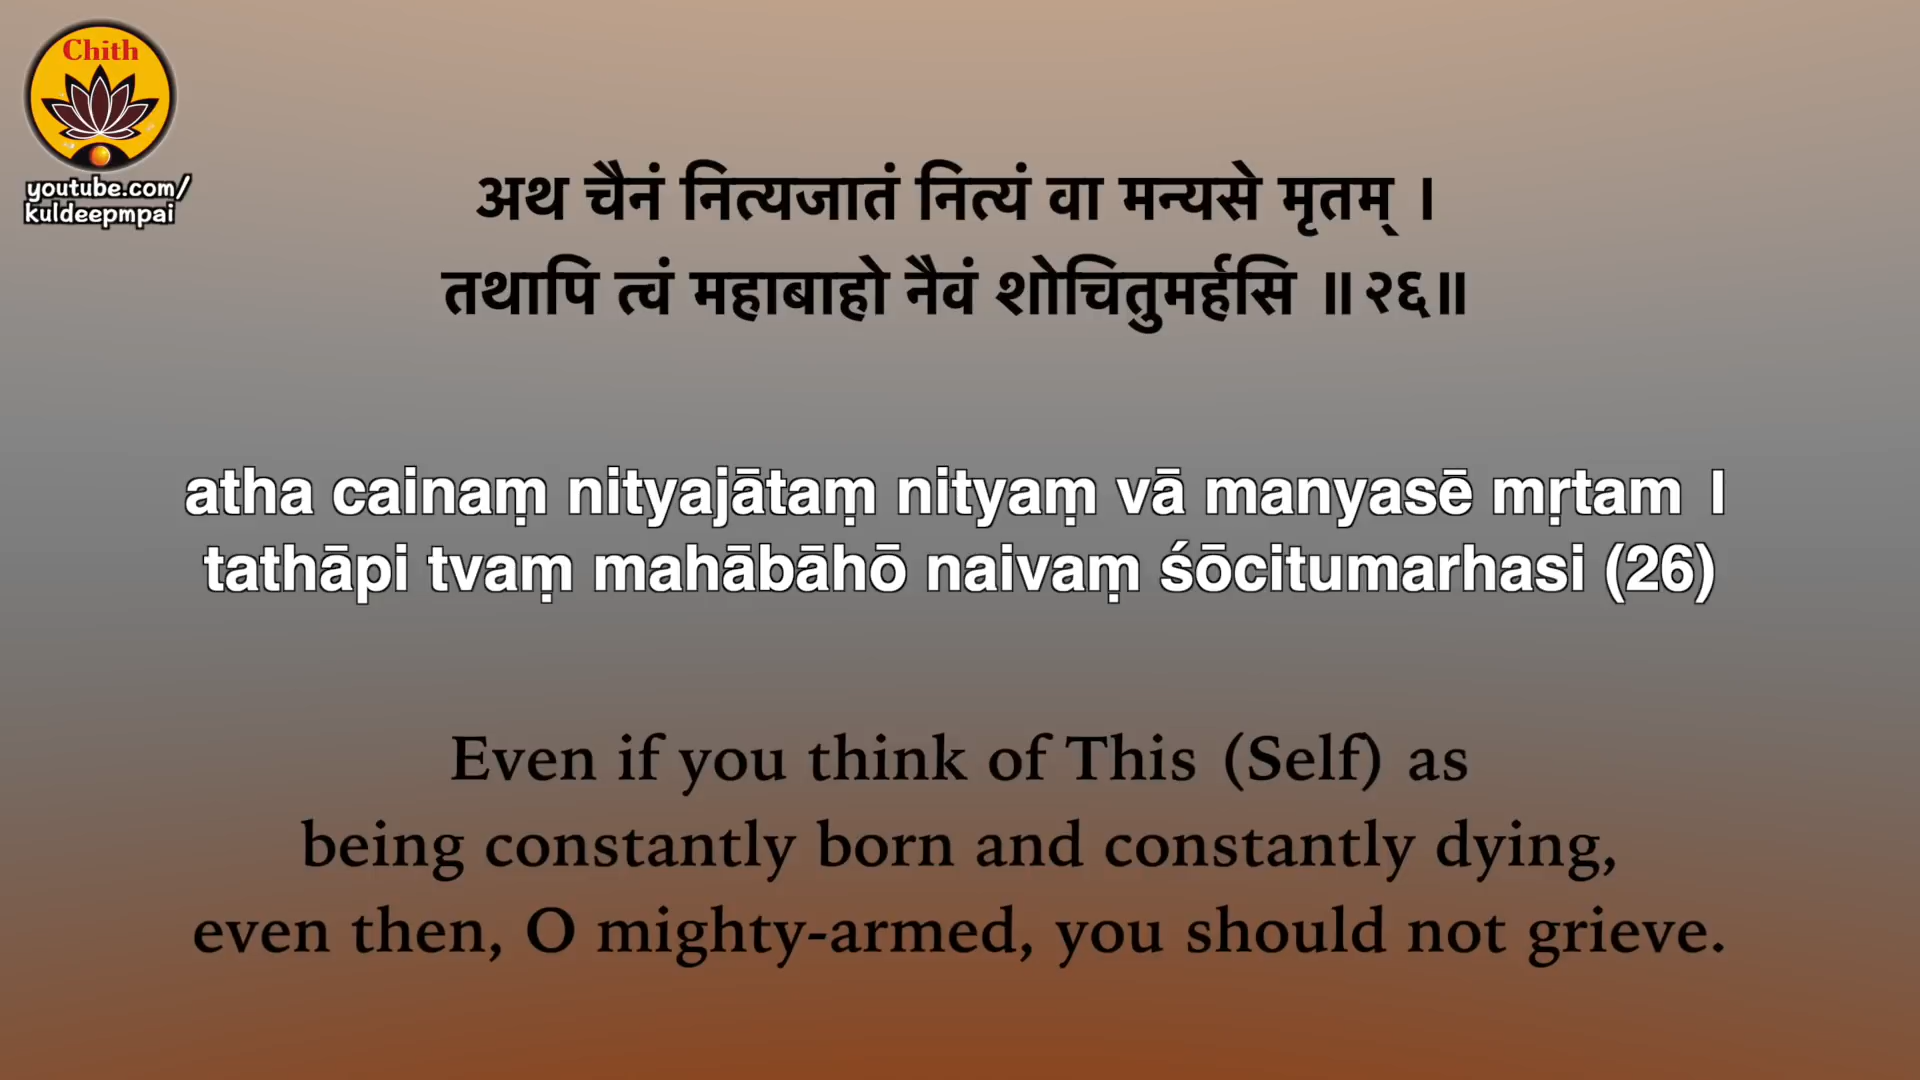 Chith
youtube.com/
kuldeepmpai
अथ चैनं नित्यजातं नित्यं वा मन्यसे मृतम् ।
तथापि त्वं महाबाहो नैवं शोचितुमर्हसि ॥२६॥
atha cainaṃ nityajātaṃ nityaṃ vā manyasē mṛtam ।
tathāpi tvaṃ mahābāhō naivaṃ śōcitumarhasi (26)
Even if you think of This (Self) as
being constantly born and constantly dying,
even then, O mighty-armed, you should not grieve.